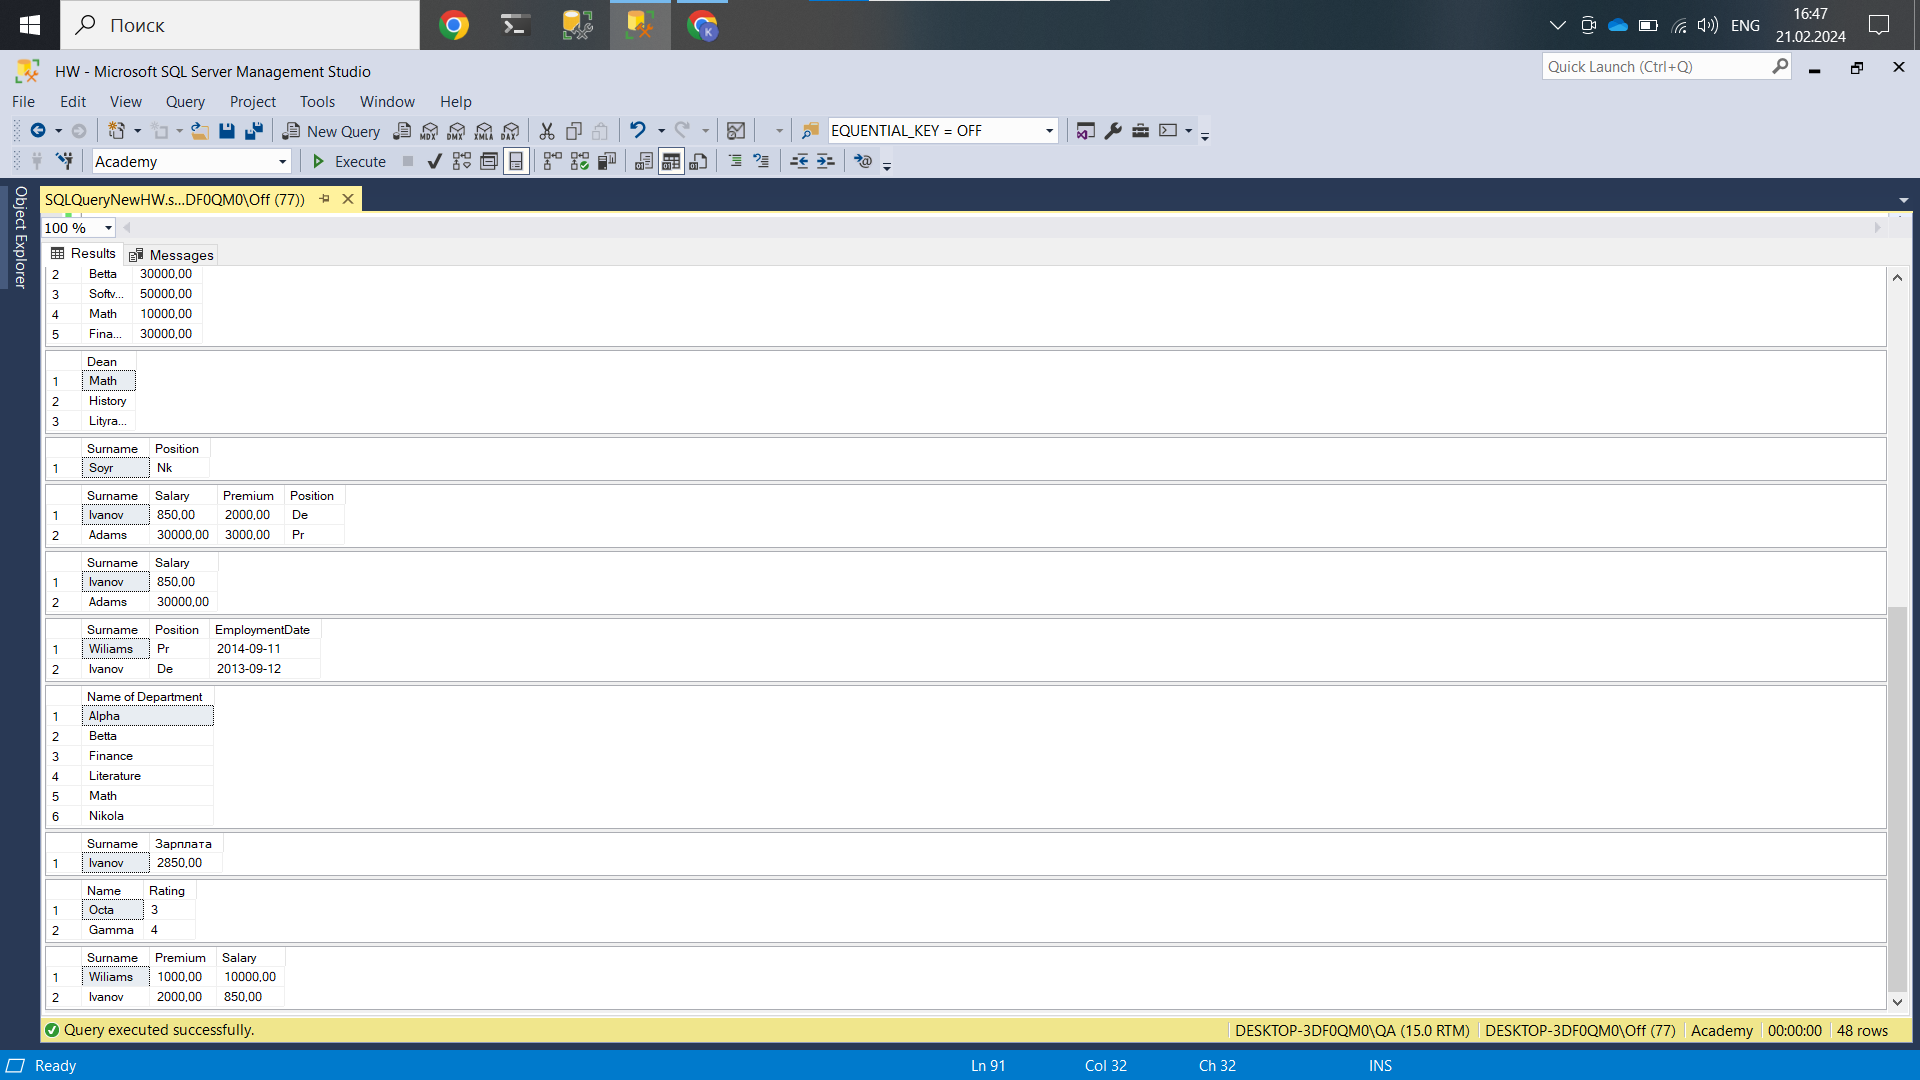 Поиск
ENG
16:47
21.02.2024
HW - Microsoft SQL Server Management Studio
Quick Launch (Ctrl+Q)
File Edit View Query Project Tools Window Help
New Query MDX DMX XMLA DAX EQUENTIAL_KEY = OFF
Academy Execute
Object Explorer
SQLQueryNewHW.s...DF0QM0\Off (77))
100 %
Results Messages
2 Betta 30000,00
3 Softv... 50000,00
4 Math 10000,00
5 Fina... 30000,00
Dean
1 Math
2 History
3 Lityra...
Surname Position
1 Soyr Nk
Surname Salary Premium Position
1 Ivanov 850,00 2000,00 De
2 Adams 30000,00 3000,00 Pr
Surname Salary
1 Ivanov 850,00
2 Adams 30000,00
Surname Position EmploymentDate
1 Wiliams Pr 2014-09-11
2 Ivanov De 2013-09-12
Name of Department
1 Alpha
2 Betta
3 Finance
4 Literature
5 Math
6 Nikola
Surname Зарплата
1 Ivanov 2850,00
Name Rating
1 Octa 3
2 Gamma 4
Surname Premium Salary
1 Wiliams 1000,00 10000,00
2 Ivanov 2000,00 850,00
Query executed successfully. DESKTOP-3DF0QM0\QA (15.0 RTM) DESKTOP-3DF0QM0\Off (77) Academy 00:00:00 48 rows
Ready Ln 91 Col 32 Ch 32 INS